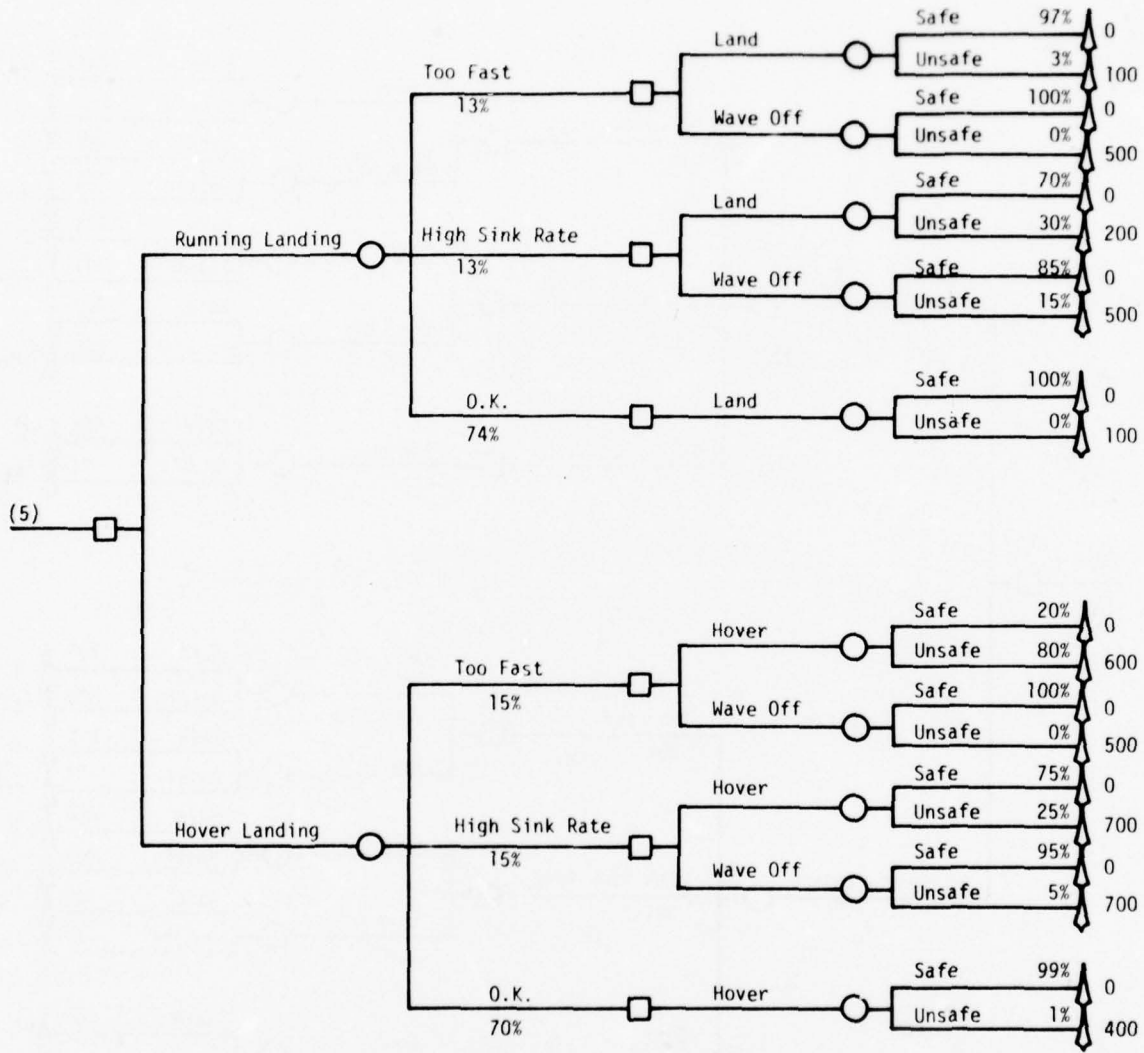 Safe 97% 0
Land
Unsafe 3% 100
Too Fast
13%
Safe 100% 0
Wave Off
Unsafe 0% 500
Safe 70% 0
Land
Unsafe 30% 200
Running Landing
High Sink Rate
13%
Safe 85% 0
Wave Off
Unsafe 15% 500
Safe 100% 0
O.K.
74%
Land
Unsafe 0% 100
(5)
Safe 20% 0
Hover
Unsafe 80% 600
Too Fast
15%
Safe 100% 0
Wave Off
Unsafe 0% 500
Safe 75% 0
Hover
Unsafe 25% 700
Hover Landing
High Sink Rate
15%
Safe 95% 0
Wave Off
Unsafe 5% 700
Safe 99% 0
O.K.
70%
Hover
Unsafe 1% 400